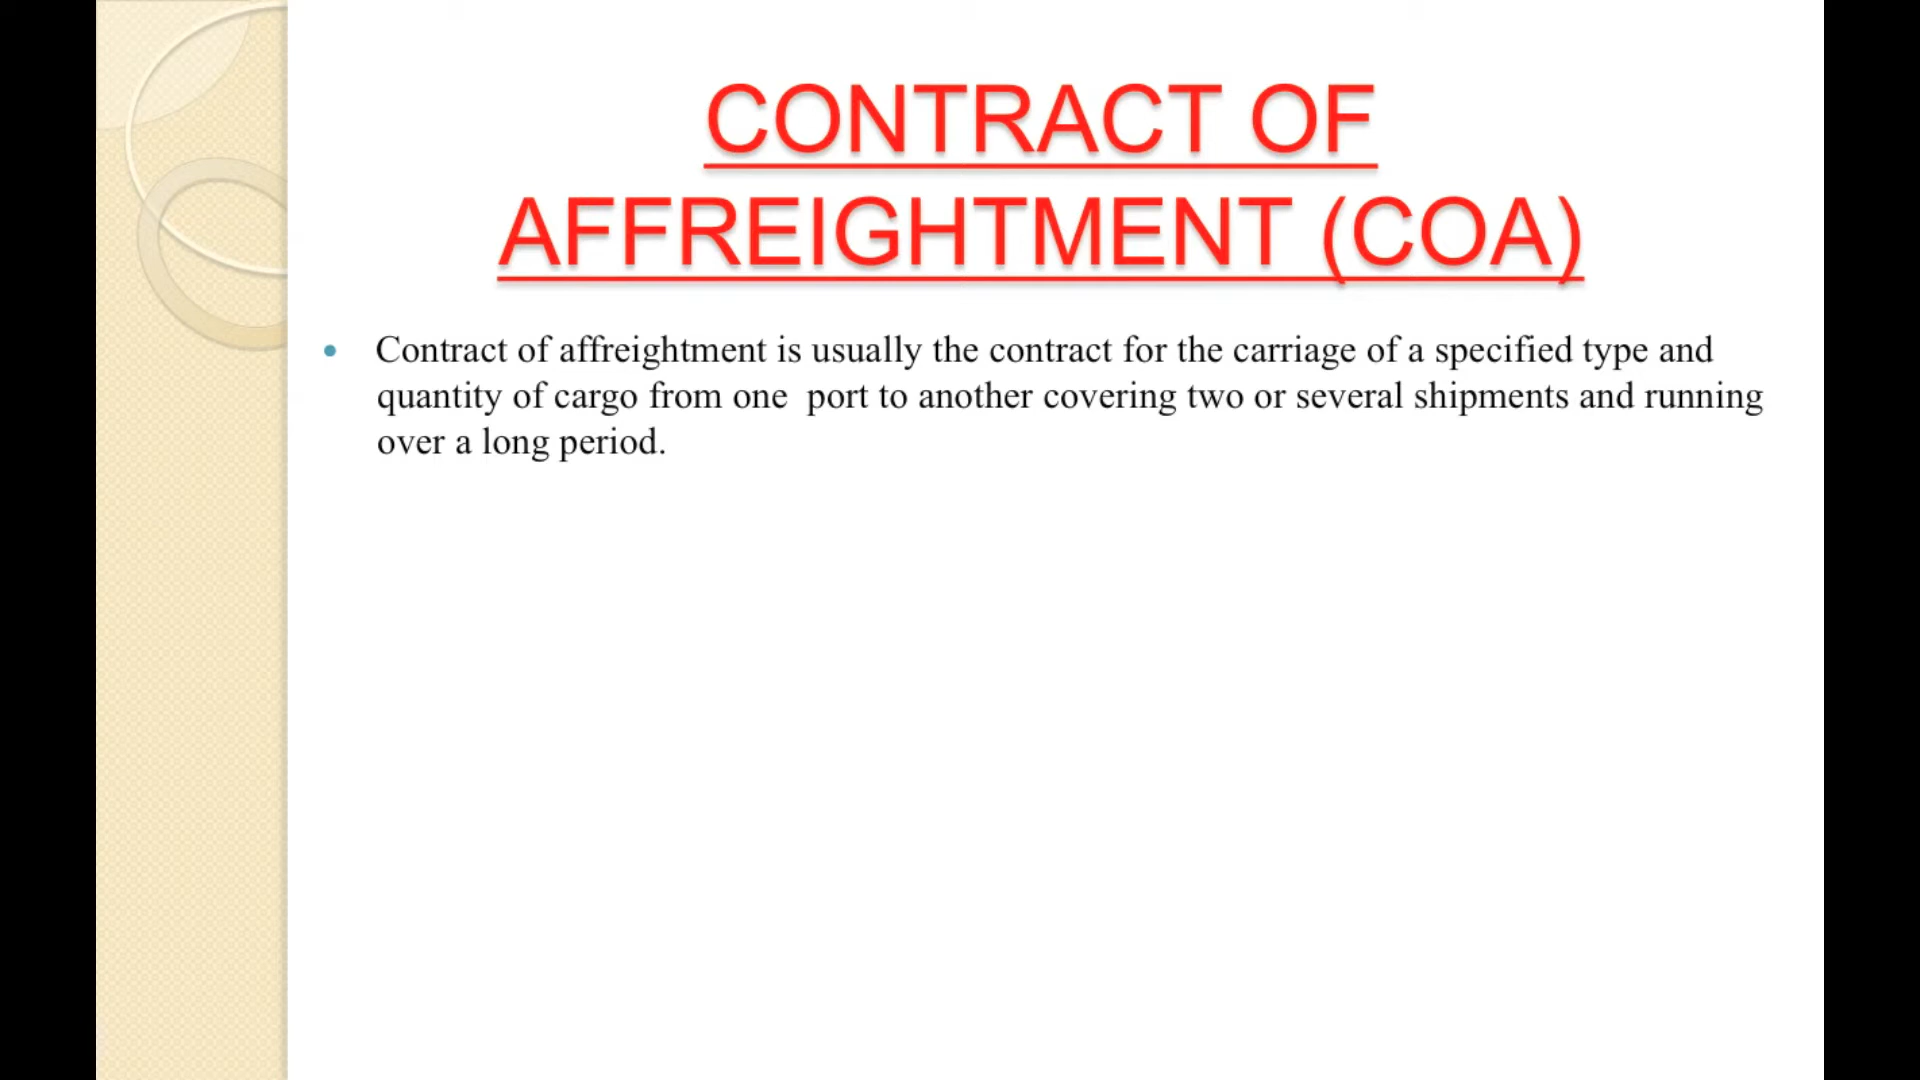 CONTRACT OF
AFFREIGHTMENT (COA)
• Contract of affreightment is usually the contract for the carriage of a specified type and
quantity of cargo from one  port to another covering two or several shipments and running
over a long period.